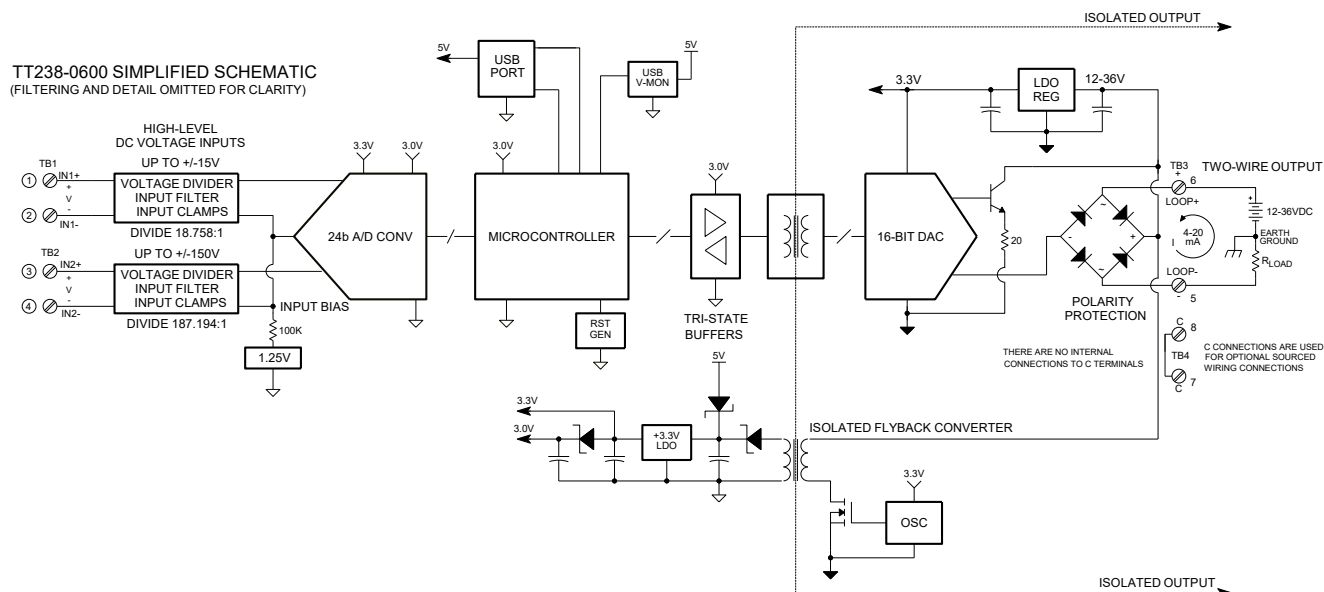 ISOLATED OUTPUT
TT238-0600 SIMPLIFIED SCHEMATIC
(FILTERING AND DETAIL OMITTED FOR CLARITY)
5V
USB
PORT
USB
V-MON
5V
3.3V
LDO
REG
12-36V
HIGH-LEVEL
DC VOLTAGE INPUTS
UP TO +/-15V
TB1
1
IN1+
+
V
-
2
IN1-
VOLTAGE DIVIDER
INPUT FILTER
INPUT CLAMPS
DIVIDE 18.758:1
UP TO +/-150V
TB2
3
IN2+
+
V
-
4
IN2-
VOLTAGE DIVIDER
INPUT FILTER
INPUT CLAMPS
DIVIDE 187.194:1
INPUT BIAS
100K
1.25V
3.3V
3.0V
24b A/D CONV
3.0V
MICROCONTROLLER
RST
GEN
3.0V
TRI-STATE
BUFFERS
16-BIT DAC
20
~
-
+
~
POLARITY
PROTECTION
TB3
+
6
LOOP+
TWO-WIRE OUTPUT
4-20
mA
I
+
12-36VDC
EARTH
GROUND
RLOAD
LOOP-
-
5
C
8
TB4
C
7
THERE ARE NO INTERNAL
CONNECTIONS TO C TERMINALS
C CONNECTIONS ARE USED
FOR OPTIONAL SOURCED
WIRING CONNECTIONS
5V
3.3V
3.0V
+3.3V
LDO
ISOLATED FLYBACK CONVERTER
3.3V
OSC
ISOLATED OUTPUT